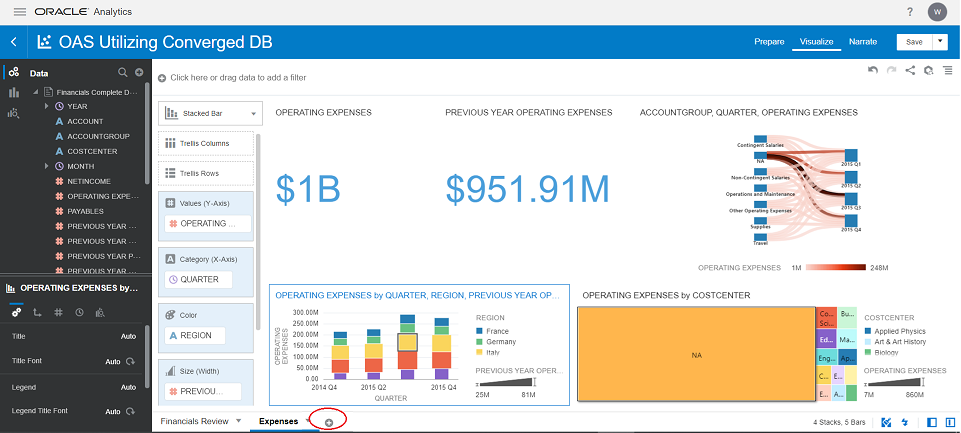 ORACLE Analytics
?
W
OAS Utilizing Converged DB
Prepare
Visualize
Narrate
Save
Data
Financials Complete D...
YEAR
A ACCOUNT
A ACCOUNTGROUP
A COSTCENTER
MONTH
# NETINCOME
# OPERATING EXPE...
# PAYABLES
# PREVIOUS YEAR ...
# PREVIOUS YEAR ...
# PREVIOUS YEAR P...
# PREVIOUS YEAR ...
OPERATING EXPENSES by...
Title Auto
Title Font Auto
Legend Auto
Legend Title Font Auto
Click here or drag data to add a filter
Stacked Bar
Trellis Columns
Trellis Rows
Values (Y-Axis)
# OPERATING ...
A Category (X-Axis)
QUARTER
Color
A REGION
Size (Width)
# PREVIOU...
OPERATING EXPENSES
$1B
PREVIOUS YEAR OPERATING EXPENSES
$951.91M
ACCOUNTGROUP, QUARTER, OPERATING EXPENSES
Contingent Salaries
NA
Non-Contingent Salaries
Operations and Maintenance
Other Operating Expenses
Supplies
Travel
2015 Q1
2015 Q2
2015 Q3
2015 Q4
OPERATING EXPENSES 1M 248M
OPERATING EXPENSES by QUARTER, REGION, PREVIOUS YEAR OP...
OPERATING
EXPENSES
300.00M
250.00M
200.00M
150.00M
100.00M
50.00M
0.00
2014 Q4 2015 Q2 2015 Q4
QUARTER
REGION
France
Germany
Italy
PREVIOUS YEAR OPER...
25M 81M
OPERATING EXPENSES by COSTCENTER
NA
Co...
Sci...
Bu...
Ed...
Ma...
Eng...
Ap...
C...
E...
E...
A...
COSTCENTER
Applied Physics
Art & Art History
Biology
OPERATING EXPENSES
7M 860M
Financials Review
Expenses
4 Stacks, 5 Bars